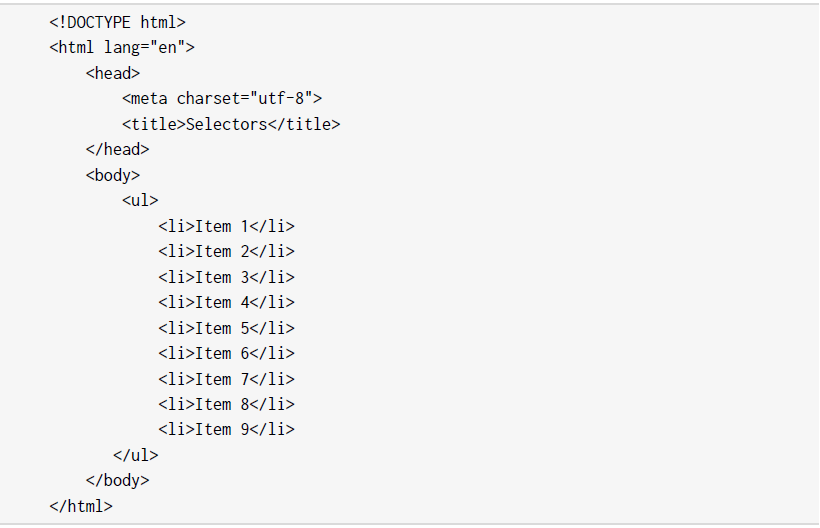 <!DOCTYPE html>
<html lang="en">
    <head>
        <meta charset="utf-8">
        <title>Selectors</title>
    </head>
    <body>
        <ul>
            <li>Item 1</li>
            <li>Item 2</li>
            <li>Item 3</li>
            <li>Item 4</li>
            <li>Item 5</li>
            <li>Item 6</li>
            <li>Item 7</li>
            <li>Item 8</li>
            <li>Item 9</li>
       </ul>
    </body>
</html>